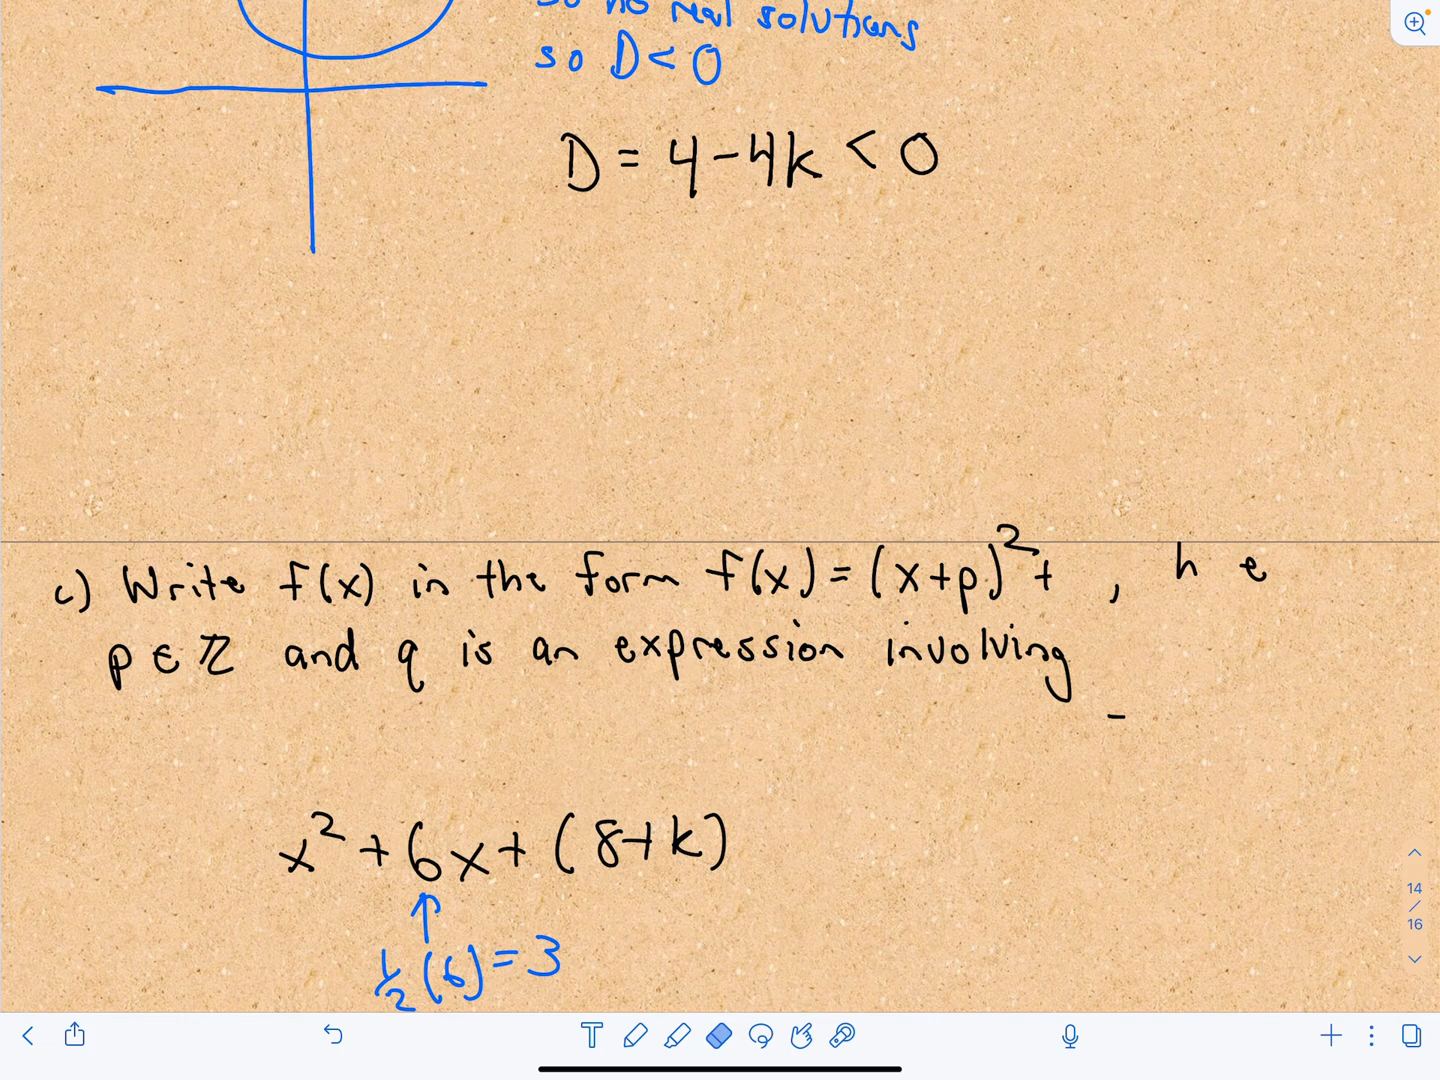 so no real solutions
so D < 0
D = 4 - 4k < 0
c) Write f(x) in the form f(x) = (x+p)² + , h e
p ∈ ℤ and q is an expression involving
x² + 6x + (8+k)
↑
½(6) = 3
14
/
16
T